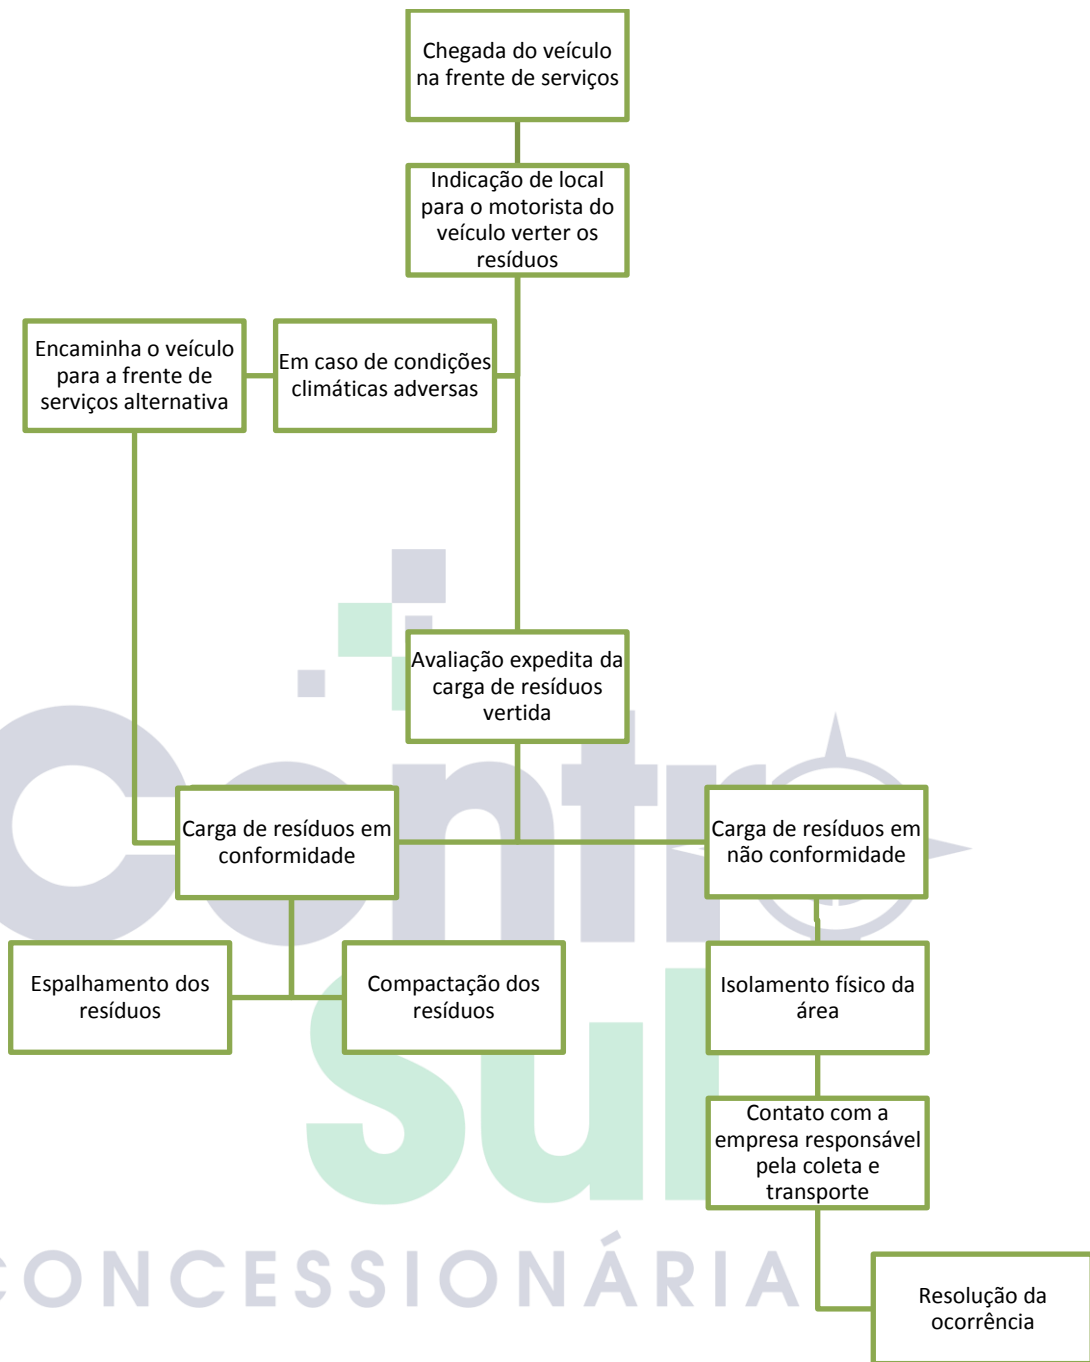 Chegada do veículo
na frente de serviços
Indicação de local
para o motorista do
veículo verter os
resíduos
Encaminha o veículo
para a frente de
serviços alternativa
Em caso de condições
climáticas adversas
Avaliação expedita da
carga de resíduos
vertida
Carga de resíduos em
conformidade
Carga de resíduos em
não conformidade
Espalhamento dos
resíduos
Compactação dos
resíduos
Isolamento físico da
área
Contato com a
empresa responsável
pela coleta e
transporte
Resolução da
ocorrência
Centro
Sul
CONCESSIONÁRIA